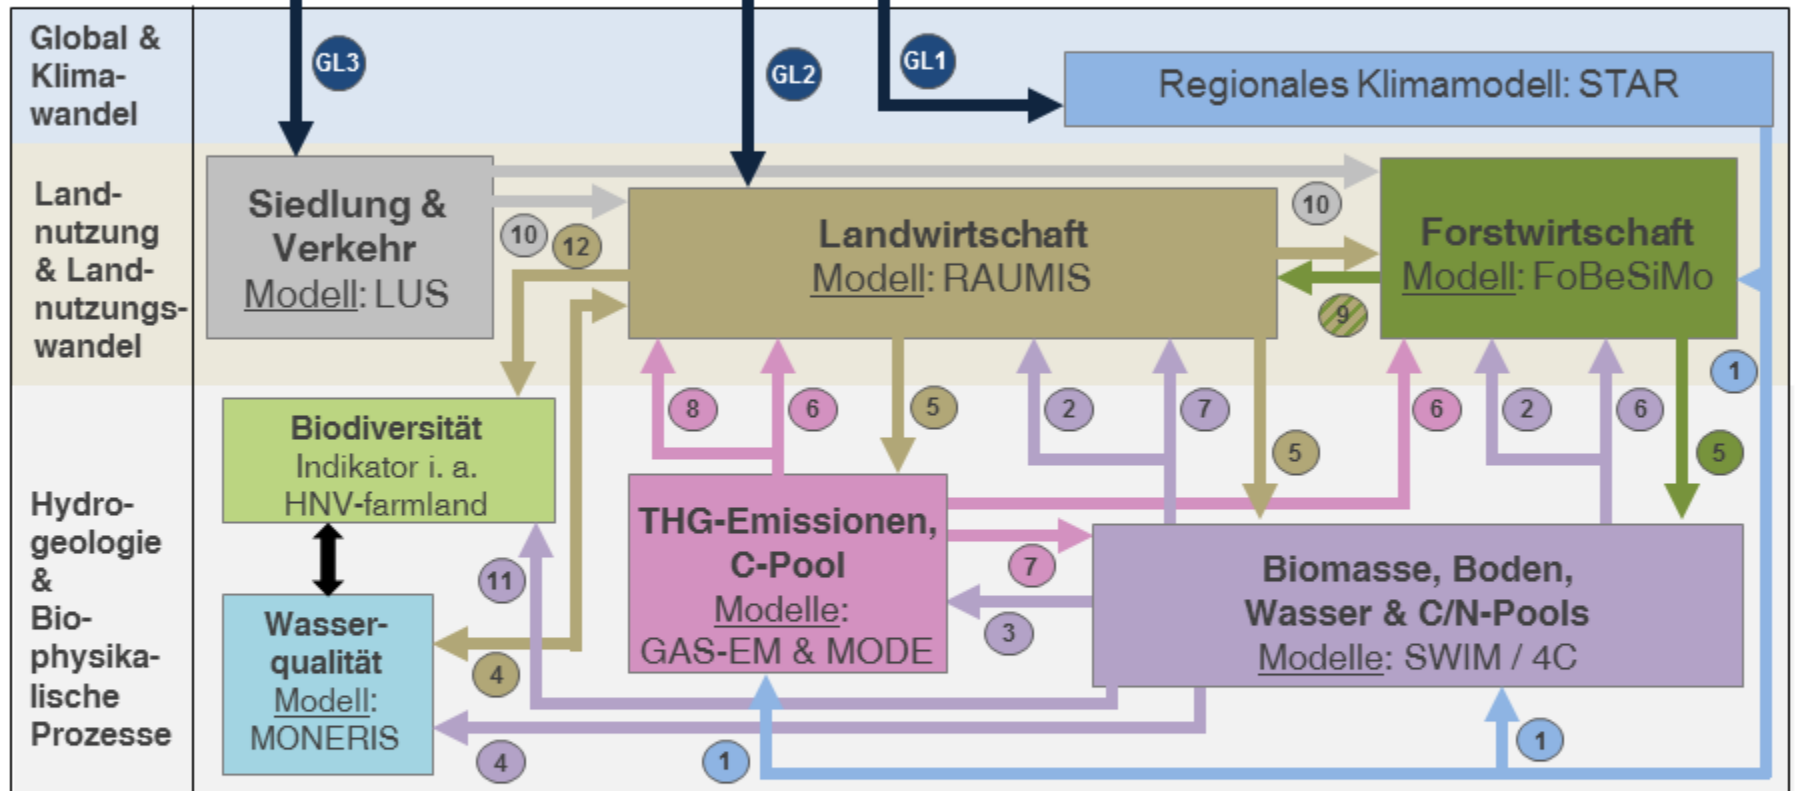 Global &
Klima-
wandel
GL3
GL2
GL1
Regionales Klimamodell: STAR
Land-
nutzung
& Land-
nutzungs-
wandel
Siedlung &
Verkehr
Modell: LUS
10
12
Landwirtschaft
Modell: RAUMIS
10
9
Forstwirtschaft
Modell: FoBeSiMo
1
8
6
5
2
7
5
6
2
6
5
Hydro-
geologie
&
Bio-
physika-
lische
Prozesse
Biodiversität
Indikator i. a.
HNV-farmland
11
Wasser-
qualität
Modell:
MONERIS
4
4
THG-Emissionen,
C-Pool
Modelle:
GAS-EM & MODE
7
3
Biomasse, Boden,
Wasser & C/N-Pools
Modelle: SWIM / 4C
1
1